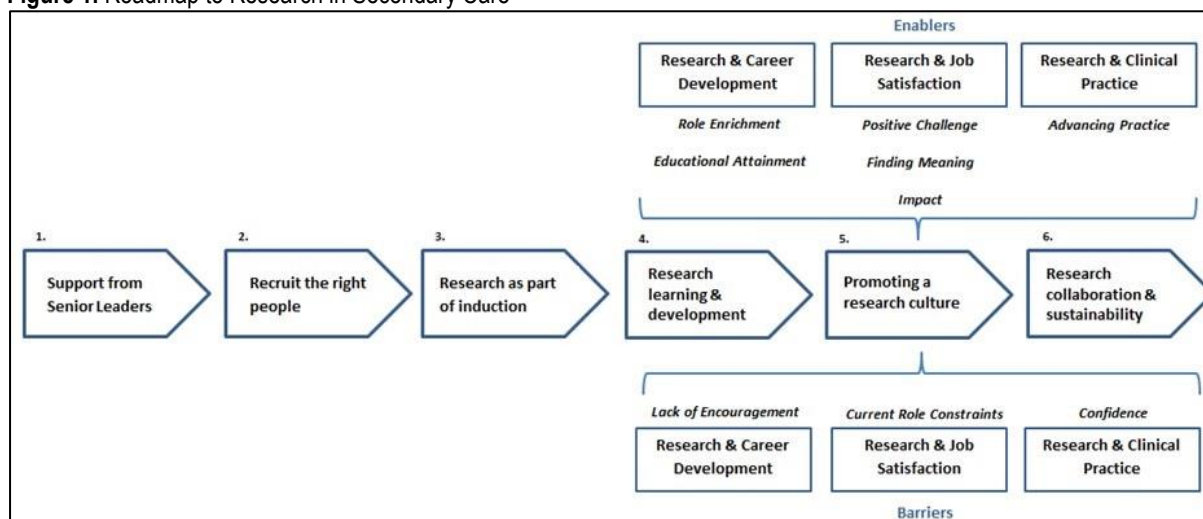 Figure 1. Roadmap to Research in Secondary Care
Enablers
Research & Career
Development
Research & Job
Satisfaction
Research & Clinical
Practice
Role Enrichment
Educational Attainment
Positive Challenge
Finding Meaning
Impact
Advancing Practice
1.
Support from
Senior Leaders
2.
Recruit the right
people
3.
Research as part
of induction
4.
Research
learning &
development
5.
Promoting a
research culture
6.
Research
collaboration &
sustainability
Lack of Encouragement
Research & Career
Development
Current Role Constraints
Research & Job
Satisfaction
Confidence
Research & Clinical
Practice
Barriers